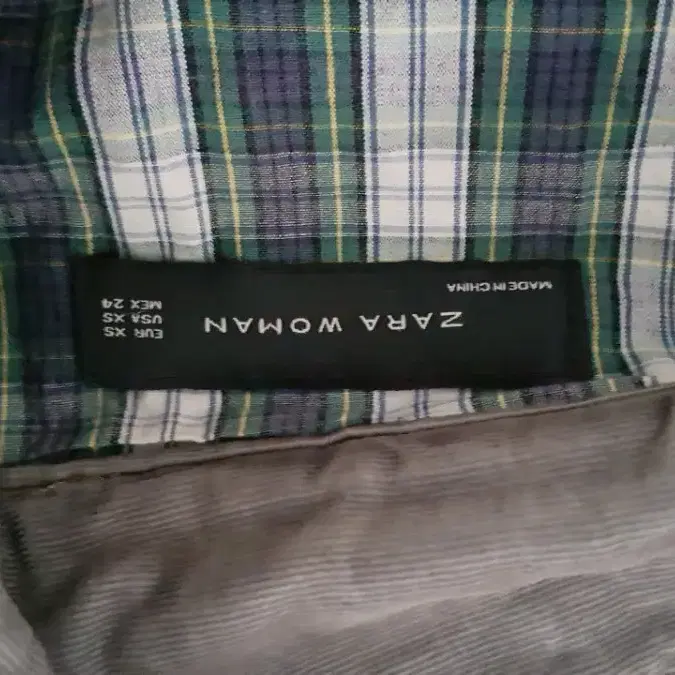 MADE IN CHINA
ZARA WOMAN
EUR XS
USA XS
MEX 24